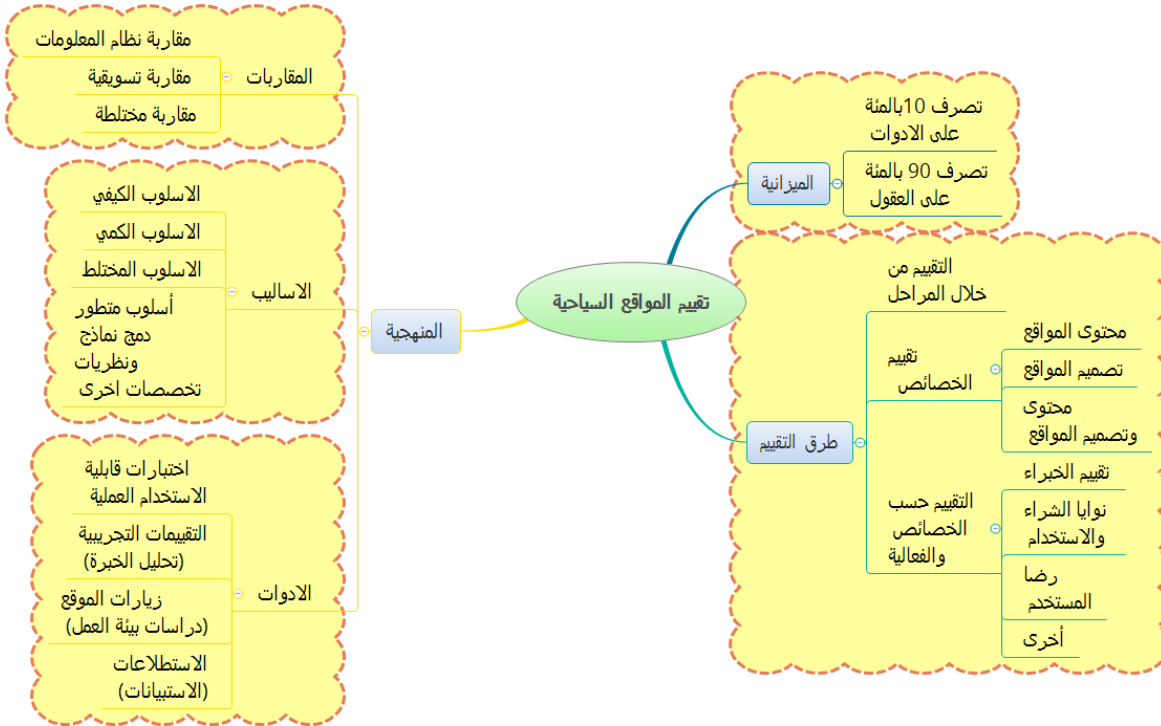 تقييم المواقع السياحية
الميزانية
تصرف 10بالمئة
على الادوات
تصرف 90 بالمئة
على العقول
طرق التقييم
التقييم من
خلال المراحل
تقييم
الخصائص
محتوى المواقع
تصميم المواقع
محتوى
وتصميم المواقع
التقييم حسب
الخصائص
والفعالية
تقييم الخبراء
نوايا الشراء
والاستخدام
رضا
المستخدم
أخرى
المنهجية
المقاربات
مقاربة نظام المعلومات
مقاربة تسويقية
مقاربة مختلطة
الاساليب
الاسلوب الكيفي
الاسلوب الكمي
الاسلوب المختلط
أسلوب متطور
دمج نماذج
ونظريات
تخصصات اخرى
الادوات
اختبارات قابلية
الاستخدام العملية
التقييمات التجريبية
(تحليل الخبرة)
زيارات الموقع
(دراسات بيئة العمل)
الاستطلاعات
(الاستبيانات)